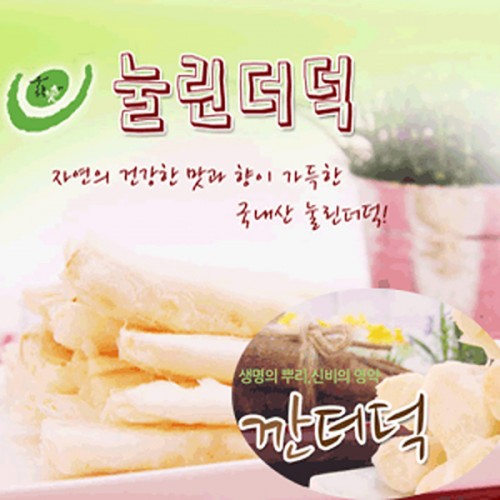 눌린더덕
자연의 건강한 맛과 향이 가득한
국내산 눌린더덕!
생명의 뿌리,신비의 영약
깐더덕